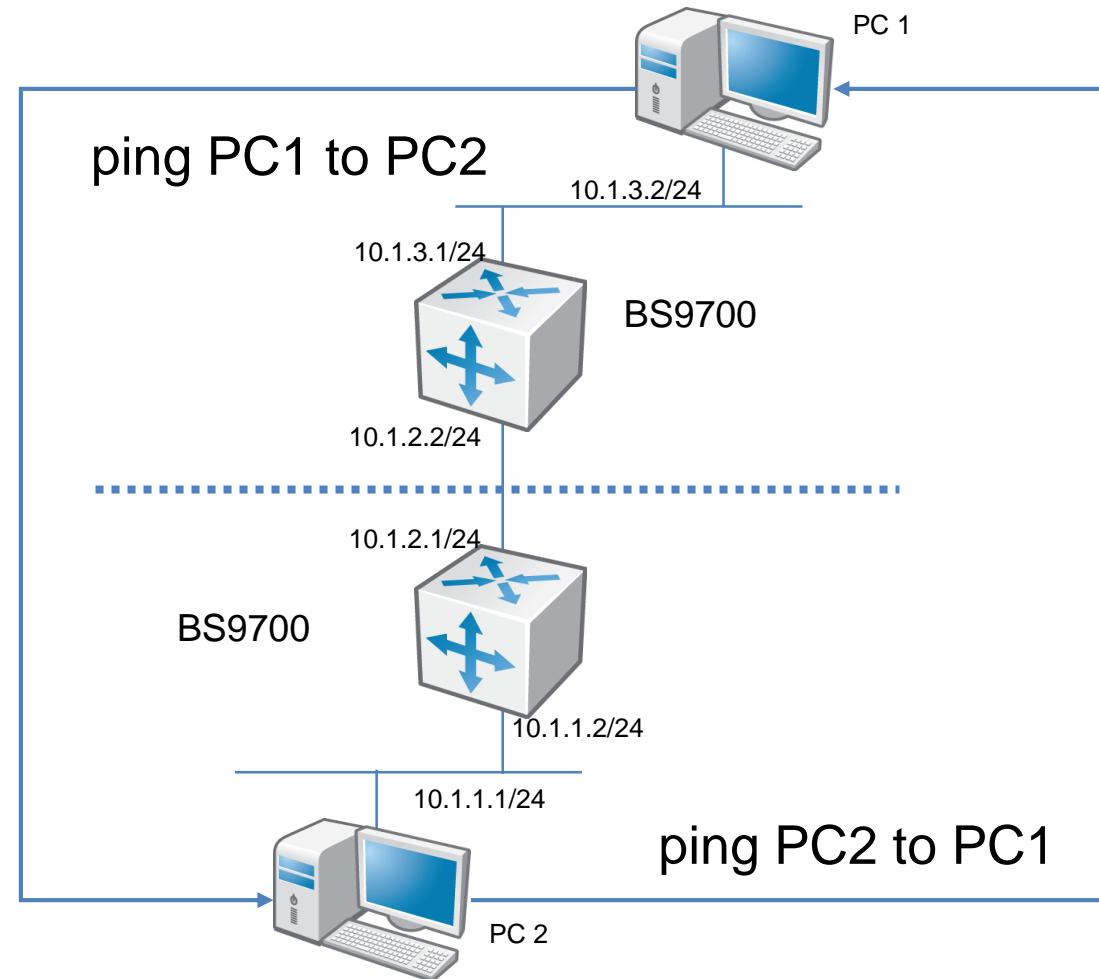 PC 1
ping PC1 to PC2
10.1.3.2/24
10.1.3.1/24
BS9700
10.1.2.2/24
10.1.2.1/24
BS9700
10.1.1.2/24
10.1.1.1/24
ping PC2 to PC1
PC 2